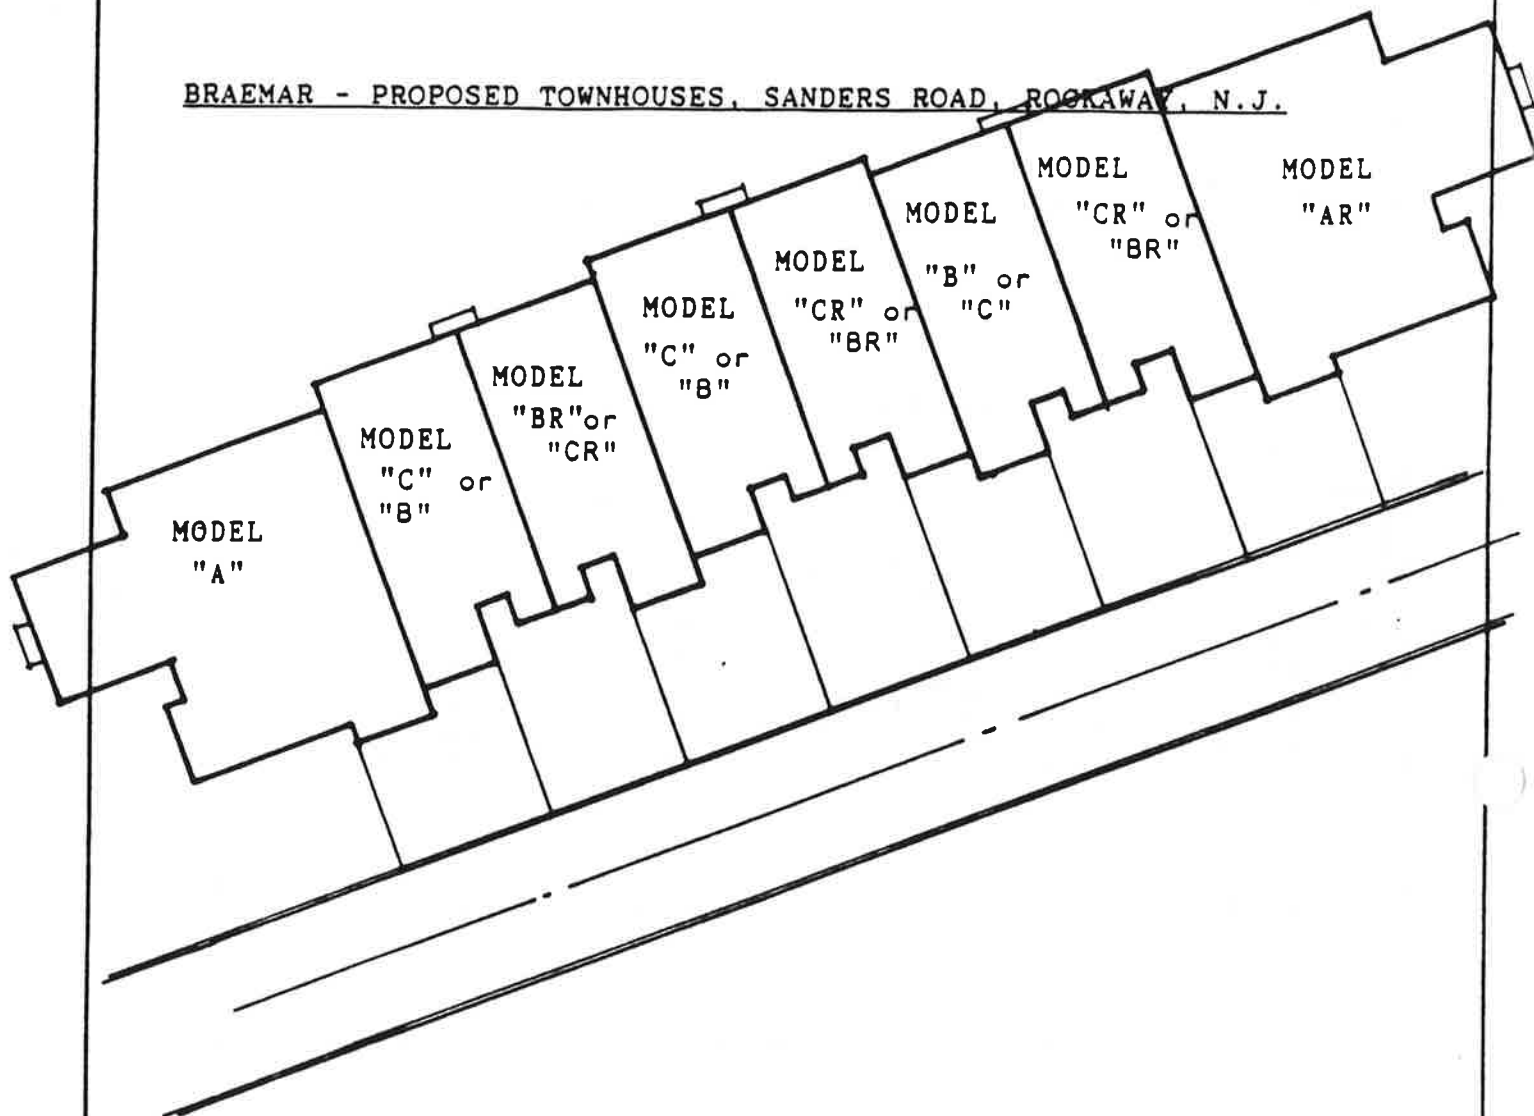 BRAEMAR - PROPOSED TOWNHOUSES, SANDERS ROAD, ROCKAWAY, N.J.
MODEL
"A"
MODEL
"C" or
"B"
MODEL
"BR"or
"CR"
MODEL
"C" or
"B"
MODEL
"CR" or
"BR"
MODEL
"B" or
"C"
MODEL
"CR" or
"BR"
MODEL
"AR"